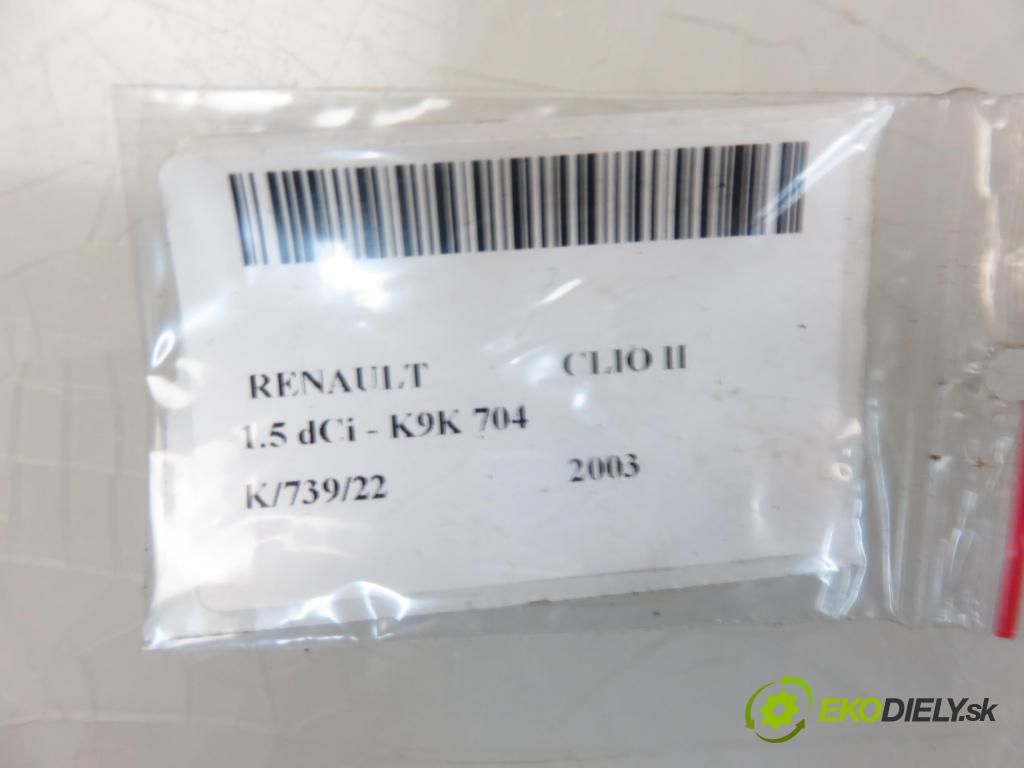 RENAULT CLIO II
1.5 dCi - K9K 704
K/739/22 2003
EKODIELY.sk